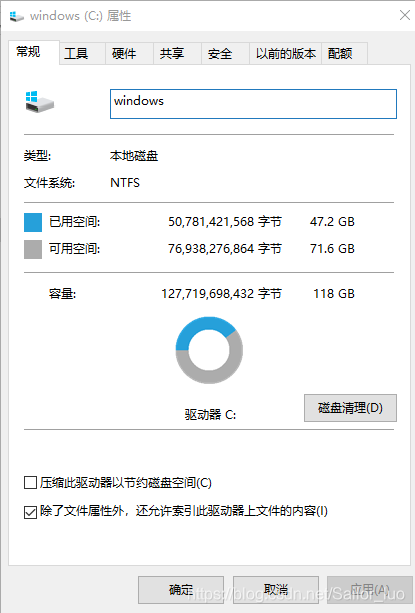 windows (C:) 属性
常规 工具 硬件 共享 安全 以前的版本 配额
windows
类型: 本地磁盘
文件系统: NTFS
已用空间: 50,781,421,568 字节 47.2 GB
可用空间: 76,938,276,864 字节 71.6 GB
容量: 127,719,698,432 字节 118 GB
驱动器 C:
磁盘清理(D)
压缩此驱动器以节约磁盘空间(C)
除了文件属性外，还允许索引此驱动器上文件的内容(I)
确定 取消 应用(A)
https://blog.csdn.net/Sailor_luo